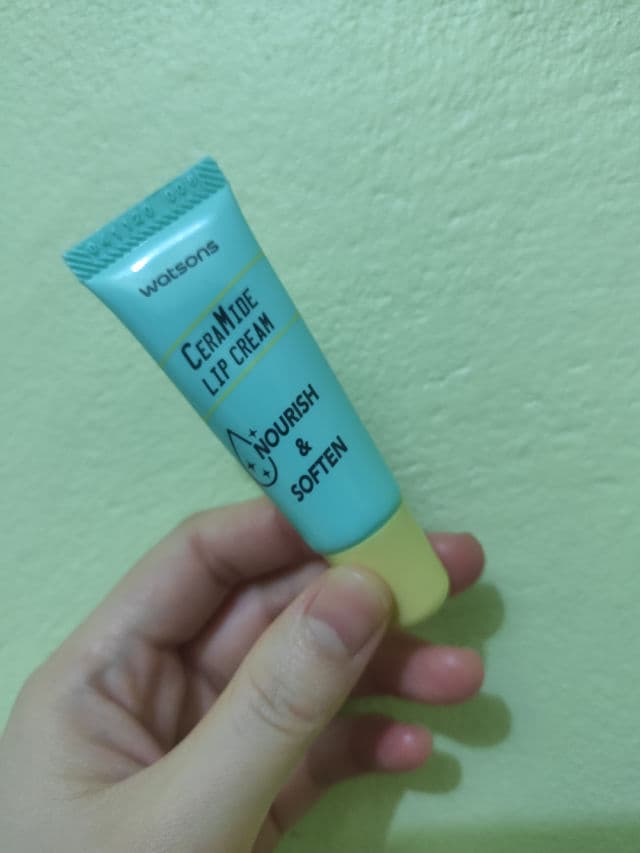 watsons
CERAMIDE
LIP CREAM
NOURISH
&
SOFTEN